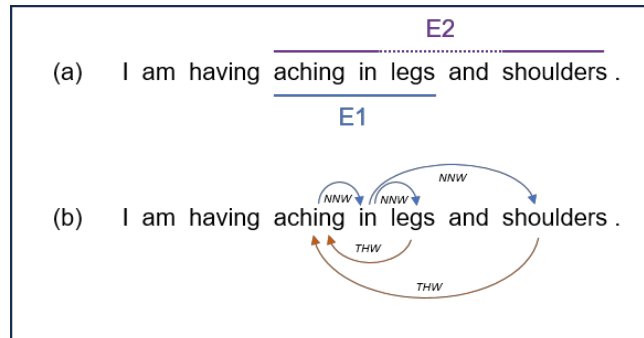 E2
(a) I am having aching in legs and shoulders .
E1
NNW
NNW NNW
(b) I am having aching in legs and shoulders .
THW
THW